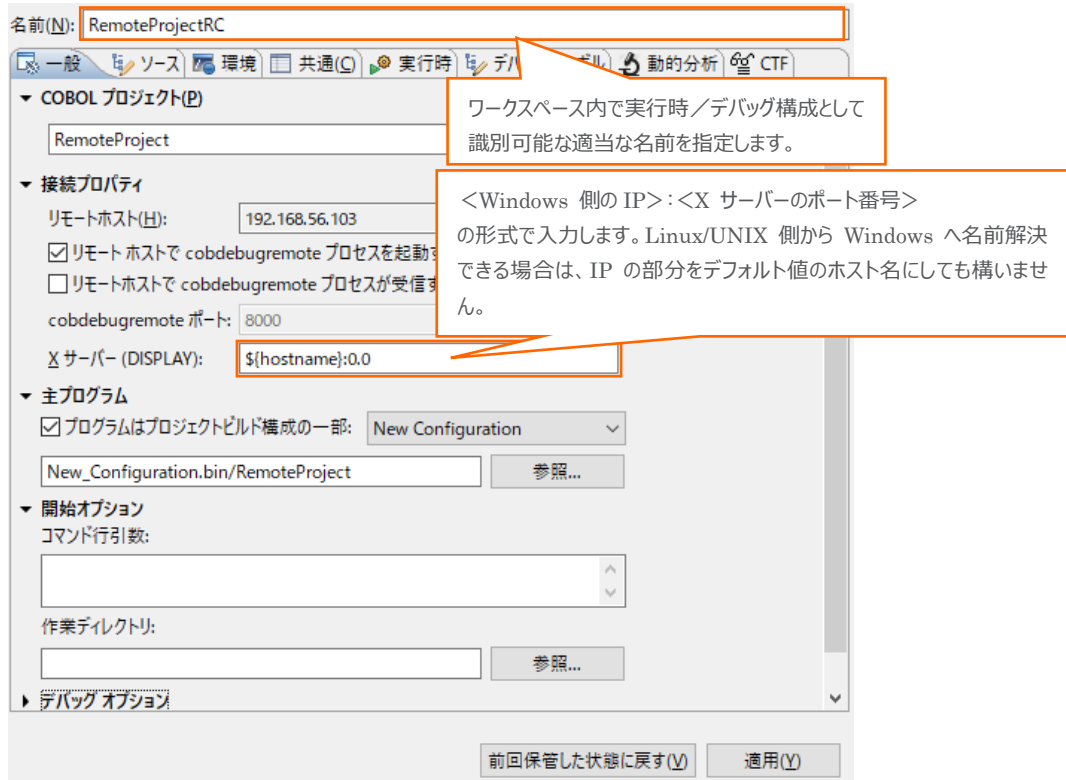 名前(N): RemoteProjectRC
一般 ソース 環境 共通(C) 実行時 デバ ボル 動的分析 CTF
COBOL プロジェクト(P)
RemoteProject
ワークスペース内で実行時／デバッグ構成として
識別可能な適当な名前を指定します。
接続プロパティ
リモートホスト(H): 192.168.56.103
リモート ホストで cobdebugremote プロセスを起動す
リモートホストで cobdebugremote プロセスが受信す
cobdebugremote ポート: 8000
X サーバー (DISPLAY): ${hostname}:0.0
＜Windows 側の IP＞：＜X サーバーのポート番号＞
の形式で入力します。Linux/UNIX 側から Windows へ名前解決
できる場合は、IP の部分をデフォルト値のホスト名にしても構いませ
ん。
主プログラム
プログラムはプロジェクトビルド構成の一部: New Configuration
New_Configuration.bin/RemoteProject 参照...
開始オプション
コマンド行引数:
作業ディレクトリ:
参照...
デバッグ オプション
前回保管した状態に戻す(V) 適用(Y)